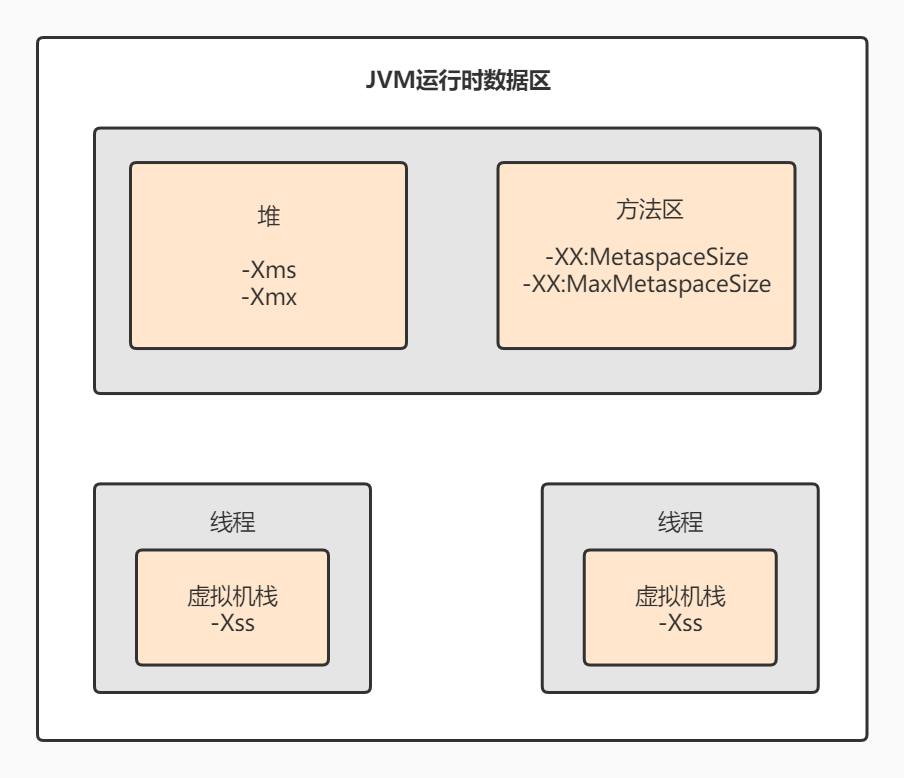 JVM运行时数据区
堆
-Xms
-Xmx
方法区
-XX:MetaspaceSize
-XX:MaxMetaspaceSize
线程
虚拟机栈
-Xss
线程
虚拟机栈
-Xss